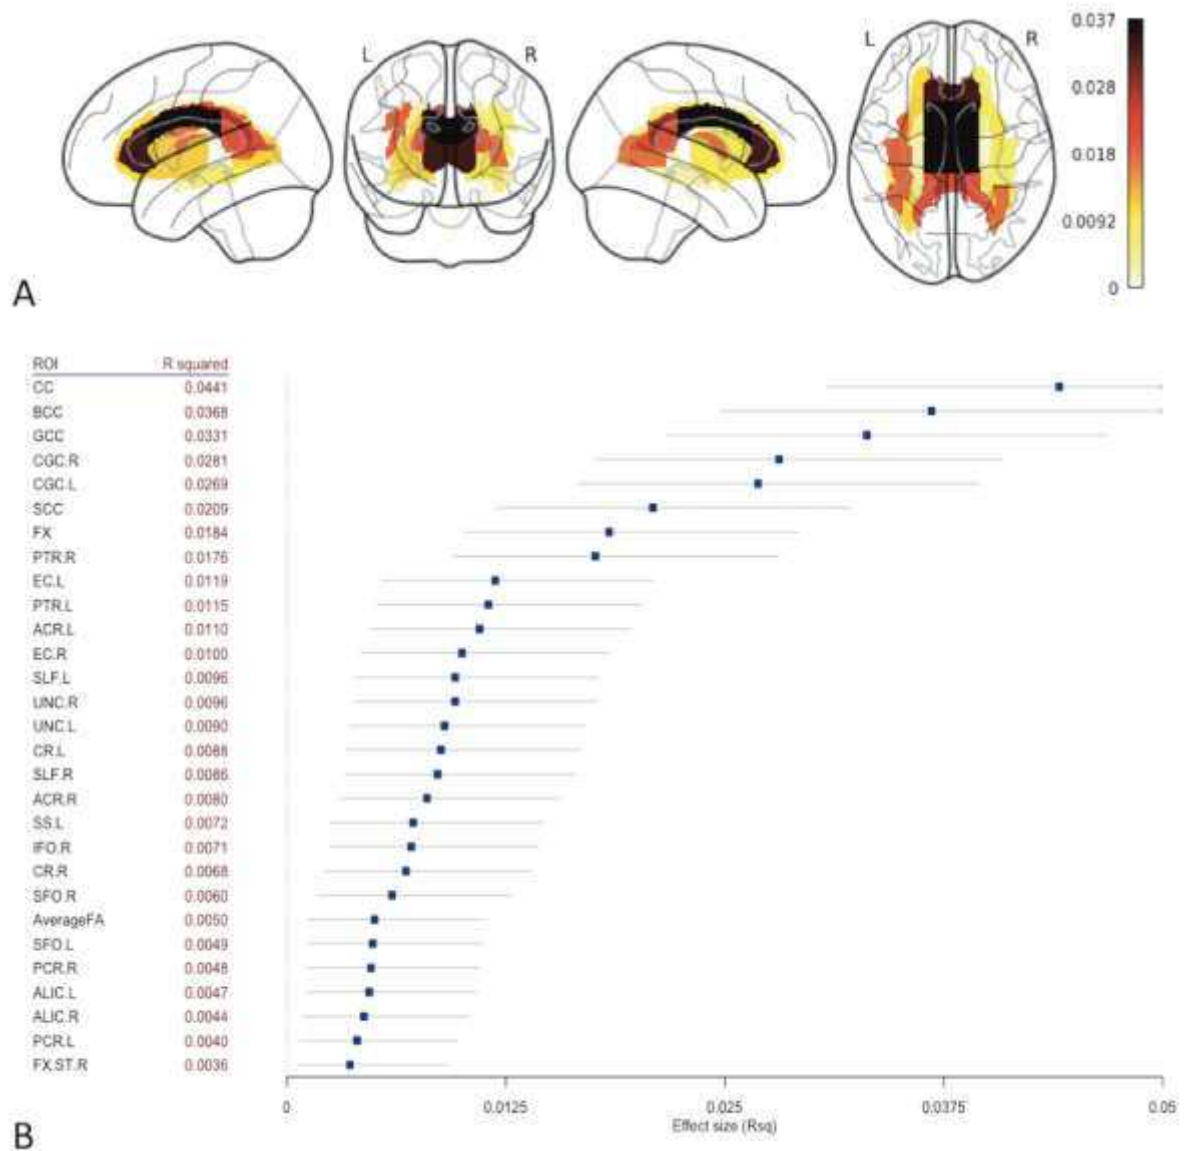 L R L R
0.037
0.028
0.018
0.0092
0
A
ROI R squared
CC 0.0441
BCC 0.0368
GCC 0.0331
CGC.R 0.0281
CGC.L 0.0269
SCC 0.0209
FX 0.0184
PTR.R 0.0176
EC.L 0.0119
PTR.L 0.0115
ACR.L 0.0110
EC.R 0.0100
SLF.L 0.0096
UNC.R 0.0096
UNC.L 0.0090
CR.L 0.0088
SLF.R 0.0086
ACR.R 0.0080
SS.L 0.0072
IFO.R 0.0071
CR.R 0.0068
SFO.R 0.0060
AverageFA 0.0050
SFO.L 0.0049
PCR.R 0.0048
ALIC.L 0.0047
ALIC.R 0.0044
PCR.L 0.0040
FX.ST.R 0.0036
0 0.0125 0.025 0.0375 0.05
Effect size (Rsq)
B